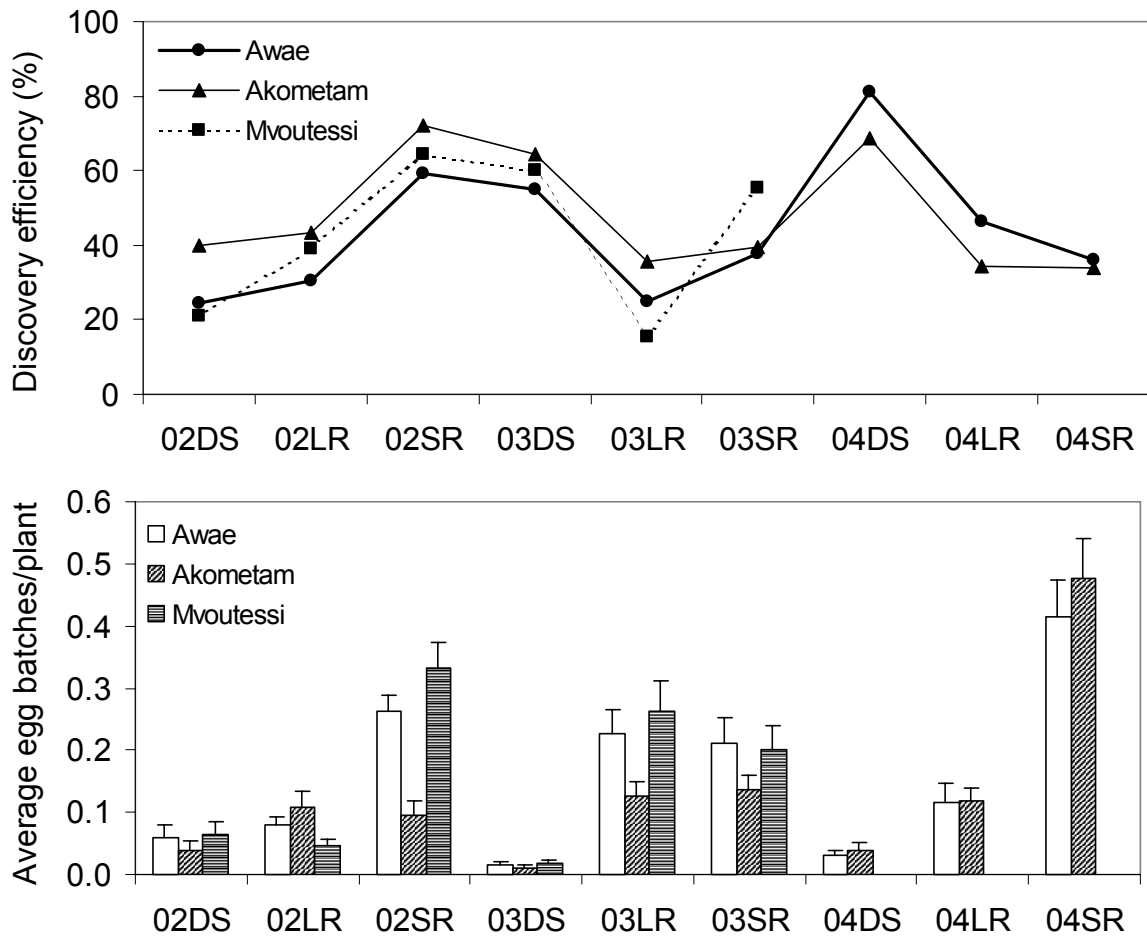 Discovery efficiency (%)
100
80
60
40
20
0
Awae
Akometam
Mvoutessi
02DS 02LR 02SR 03DS 03LR 03SR 04DS 04LR 04SR
Average egg batches/plant
0.6
0.5
0.4
0.3
0.2
0.1
0.0
Awae
Akometam
Mvoutessi
02DS 02LR 02SR 03DS 03LR 03SR 04DS 04LR 04SR